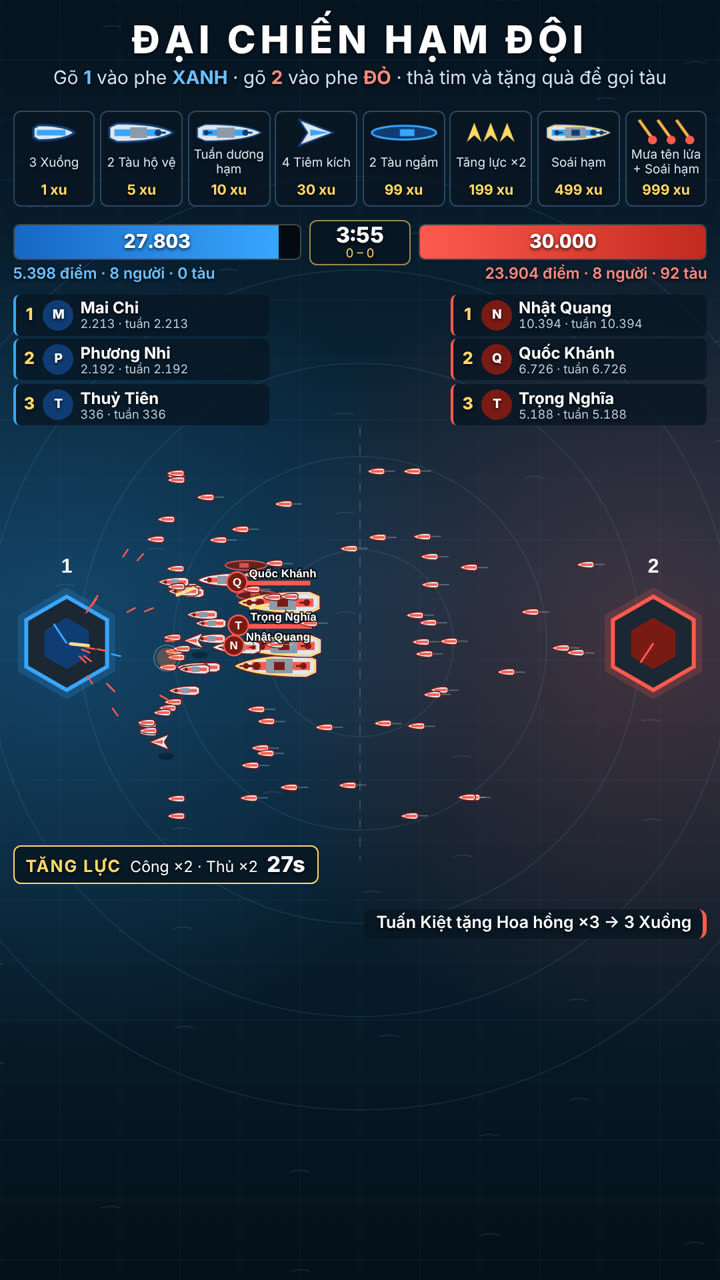 ĐẠI CHIẾN HẠM ĐỘI
Gõ 1 vào phe XANH · gõ 2 vào phe ĐỎ · thả tim và tặng quà để gọi tàu
3 Xuồng
1 xu
2 Tàu hộ vệ
5 xu
Tuần dương
hạm
10 xu
4 Tiêm kích
30 xu
2 Tàu ngầm
99 xu
Tăng lực ×2
199 xu
Soái hạm
499 xu
Mưa tên lửa
+ Soái hạm
999 xu
27.803
3:55
0 – 0
30.000
5.398 điểm · 8 người · 0 tàu
23.904 điểm · 8 người · 92 tàu
1 M Mai Chi
2.213 · tuần 2.213
2 P Phương Nhi
2.192 · tuần 2.192
3 T Thuỷ Tiên
336 · tuần 336
1 N Nhật Quang
10.394 · tuần 10.394
2 Q Quốc Khánh
6.726 · tuần 6.726
3 T Trọng Nghĩa
5.188 · tuần 5.188
1
2
Q Quốc Khánh
T Trọng Nghĩa
N Nhật Quang
TĂNG LỰC Công ×2 · Thủ ×2 27s
Tuấn Kiệt tặng Hoa hồng ×3 → 3 Xuồng